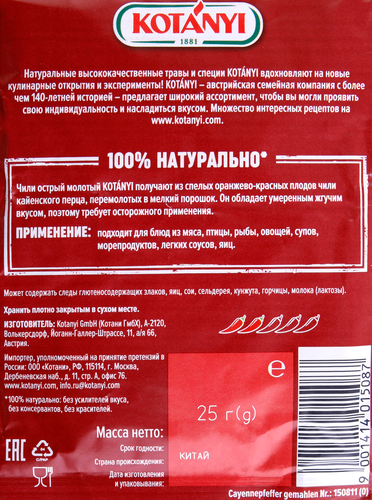 KOTÁNYI
1881
Натуральные высококачественные травы и специи KOTÁNYI вдохновляют на новые
кулинарные открытия и эксперименты! KOTÁNYI – австрийская семейная компания с более
чем 140-летней историей – предлагает широкий ассортимент, чтобы вы могли проявить
свою индивидуальность и насладиться вкусом. Множество интересных рецептов на
www.kotanyi.com.
100% НАТУРАЛЬНО*
Чили острый молотый KOTÁNYI получают из спелых оранжево-красных плодов чили
кайенского перца, перемолотых в мелкий порошок. Он обладает умеренным жгучим
вкусом, поэтому требует осторожного применения.
ПРИМЕНЕНИЕ: подходит для блюд из мяса, птицы, рыбы, овощей, супов,
морепродуктов, легких соусов, яиц.
Может содержать следы глютеносодержащих злаков, яиц, сои, сельдерея, кунжута, горчицы, молока (лактозы).
Хранить плотно закрытым в сухом месте.
ИЗГОТОВИТЕЛЬ: Kotanyi GmbH (Котани ГмбХ), А-2120,
Волькерсдорф, Йоганн-Галлер-Штрассе, 11, а/я 66,
Австрия.
Импортер, уполномоченный на принятие претензий в
России: ООО «Котани», РФ, 115114, г. Москва,
Дербеневская наб., д. 11, стр. А, офис 76.
www.kotanyi.com, info.ru@kotanyi.com
*100% натурально: без усилителей вкуса,
без консервантов, без красителей.
Масса нетто:
Срок годности:
Страна происхождения:
Дата изготовления
и упаковывания:
℮
25 г(g)
КИТАЙ
EAC
9 001414 015087
Cayennepfeffer gemahlen Nr.: 150811 (0)